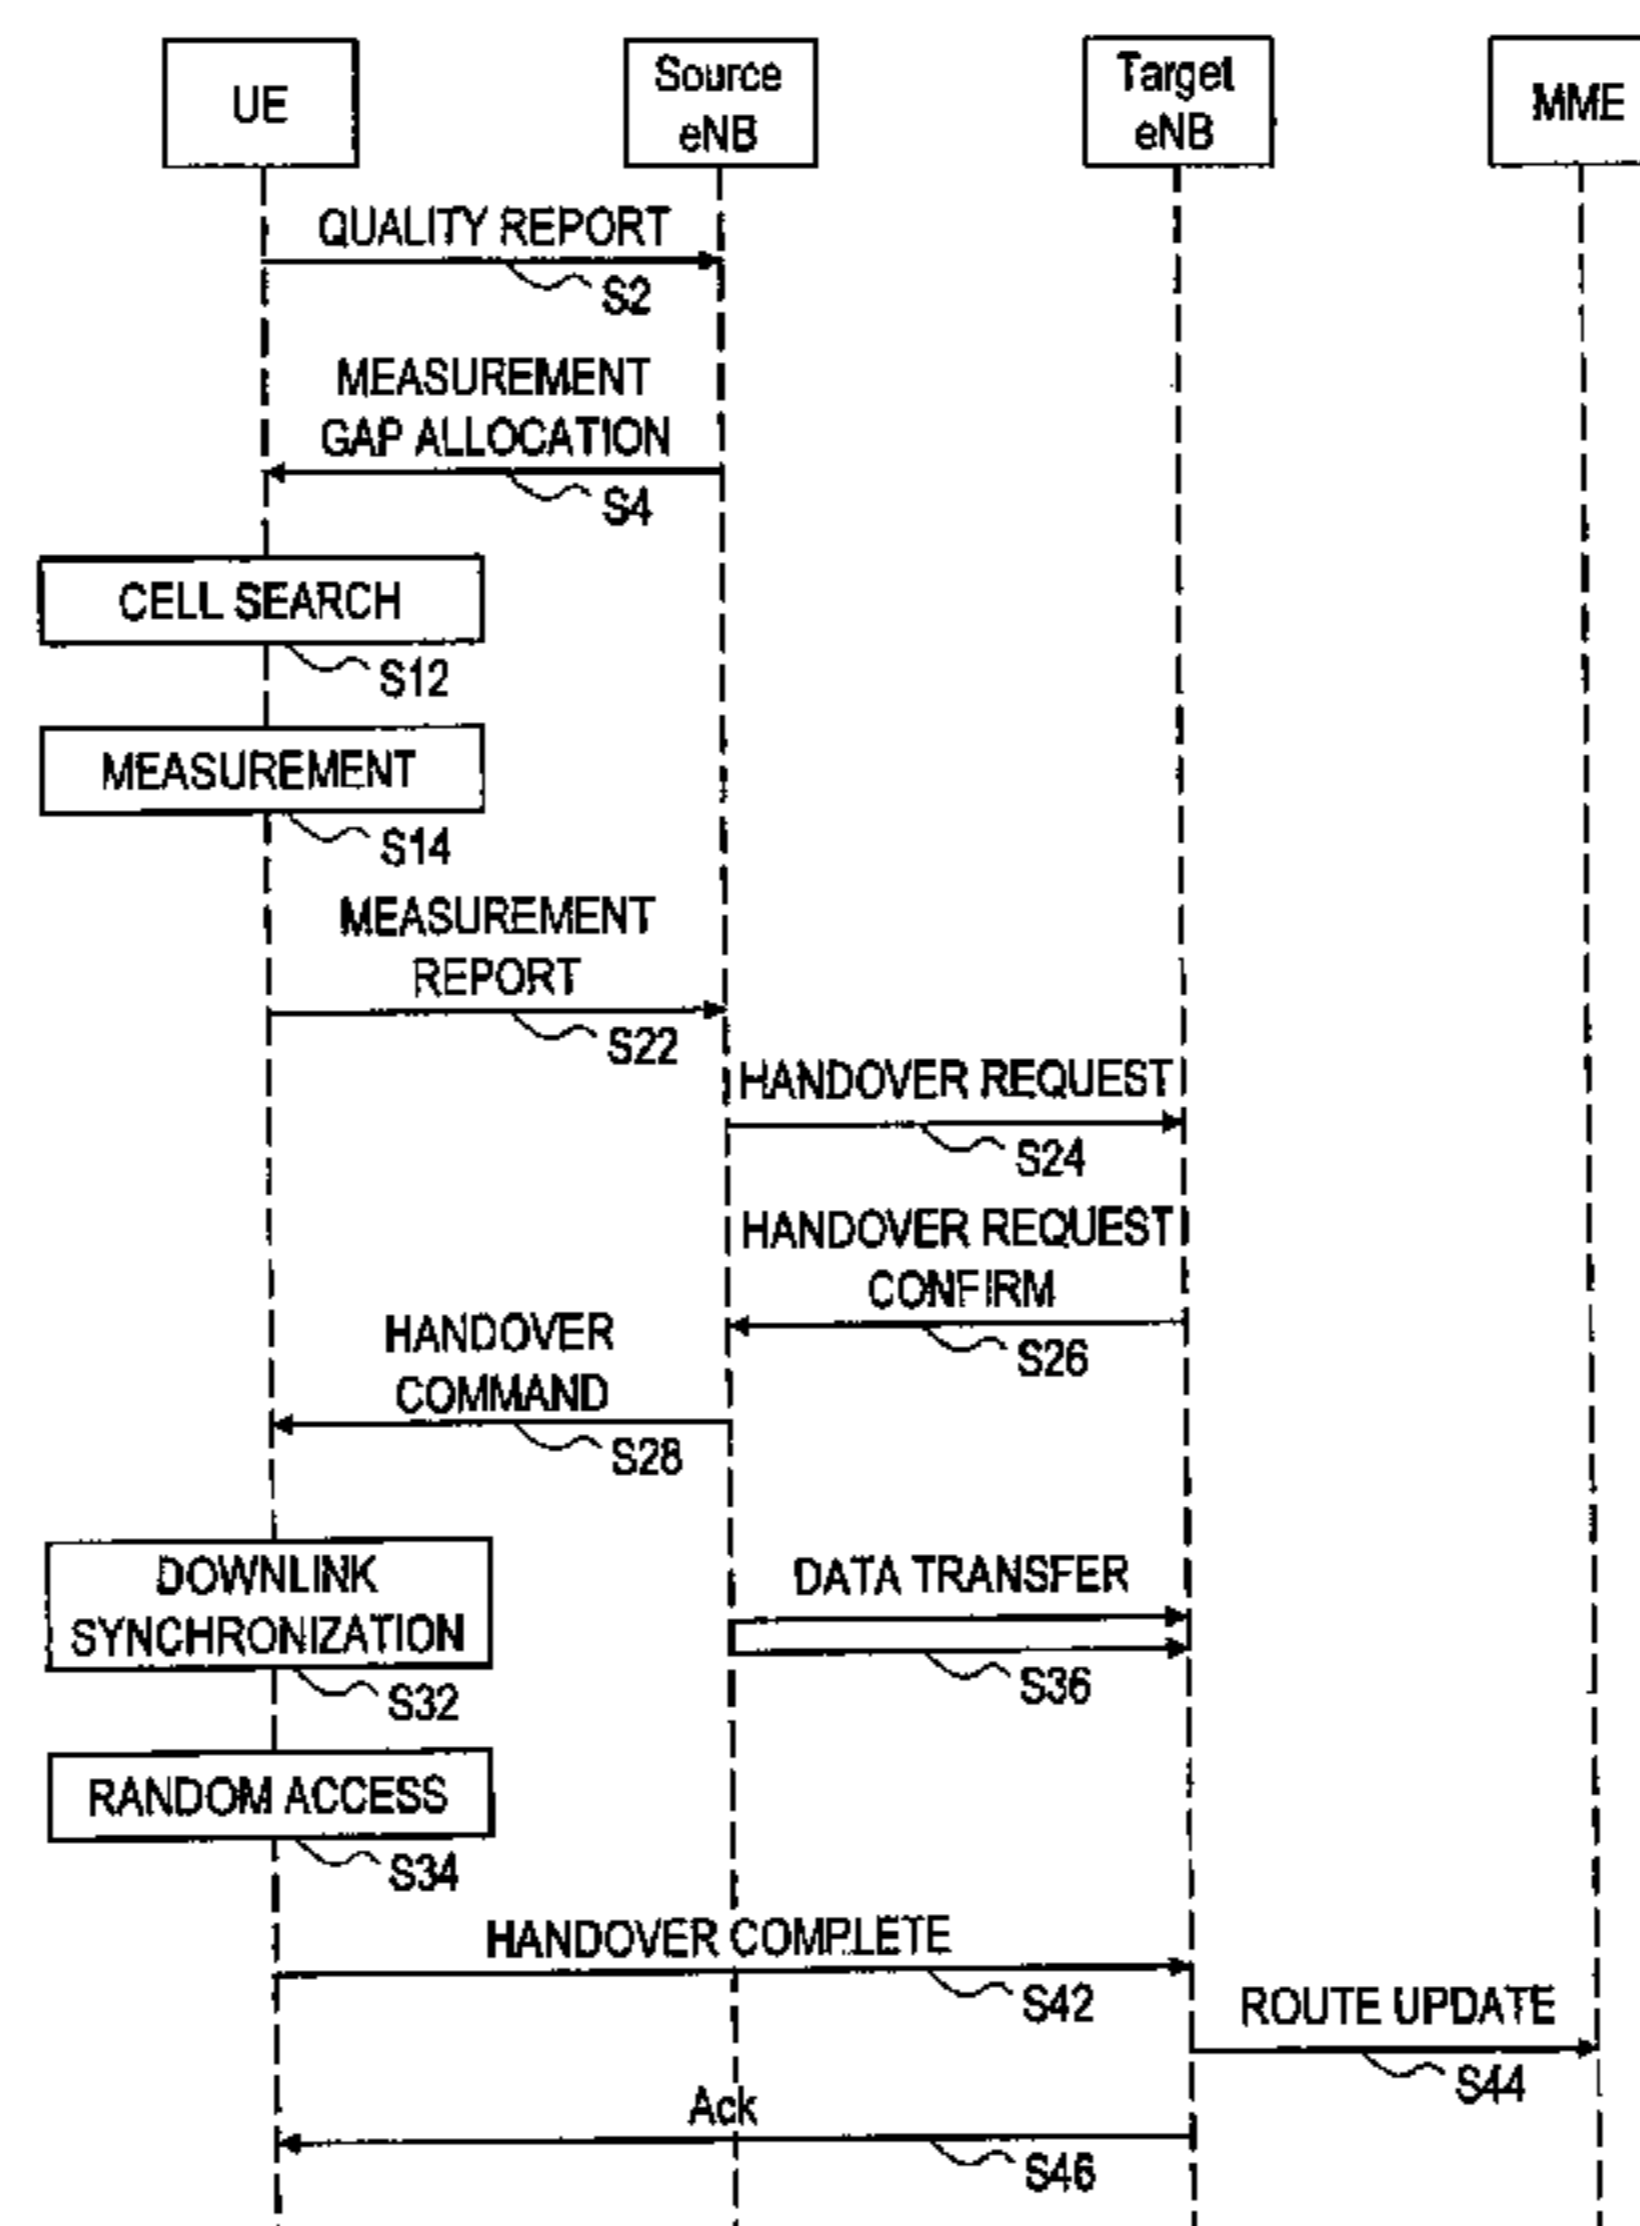 UE
Source
eNB
Target
eNB
MME
QUALITY REPORT
S2
MEASUREMENT
GAP ALLOCATION
S4
CELL SEARCH
S12
MEASUREMENT
S14
MEASUREMENT
REPORT
S22
HANDOVER REQUEST
S24
HANDOVER REQUEST
CONFIRM
S26
HANDOVER
COMMAND
S28
DOWNLINK
SYNCHRONIZATION
S32
DATA TRANSFER
S36
RANDOM ACCESS
S34
HANDOVER COMPLETE
S42
ROUTE UPDATE
S44
Ack
S46